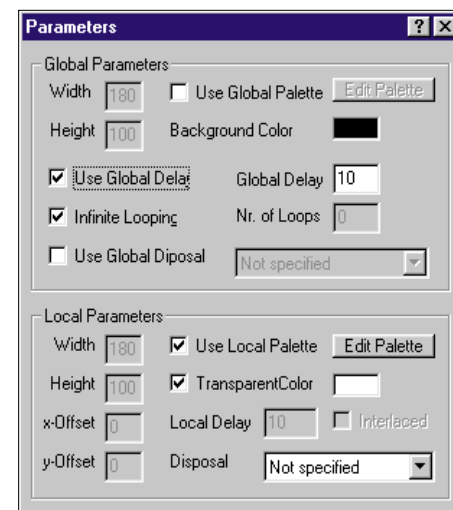 Parameters
Global Parameters
Width 180 Use Global Palette Edit Palette
Height 100 Background Color
Use Global Delay Global Delay 10
Infinite Looping Nr. of Loops 0
Use Global Diposal Not specified
Local Parameters
Width 180 Use Local Palette Edit Palette
Height 100 TransparentColor
x-Offset 0 Local Delay 10 Interlaced
y-Offset 0 Disposal Not specified